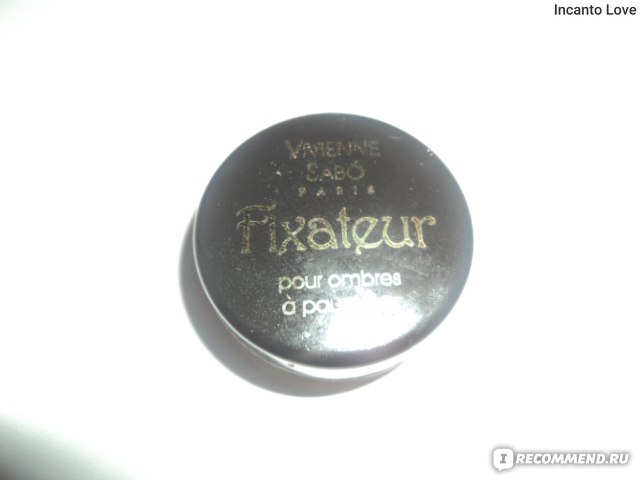 Incanto Love
VIVIENNE
SABÓ
PARIS
Fixateur
pour ombres
à
I RECOMMEND.RU